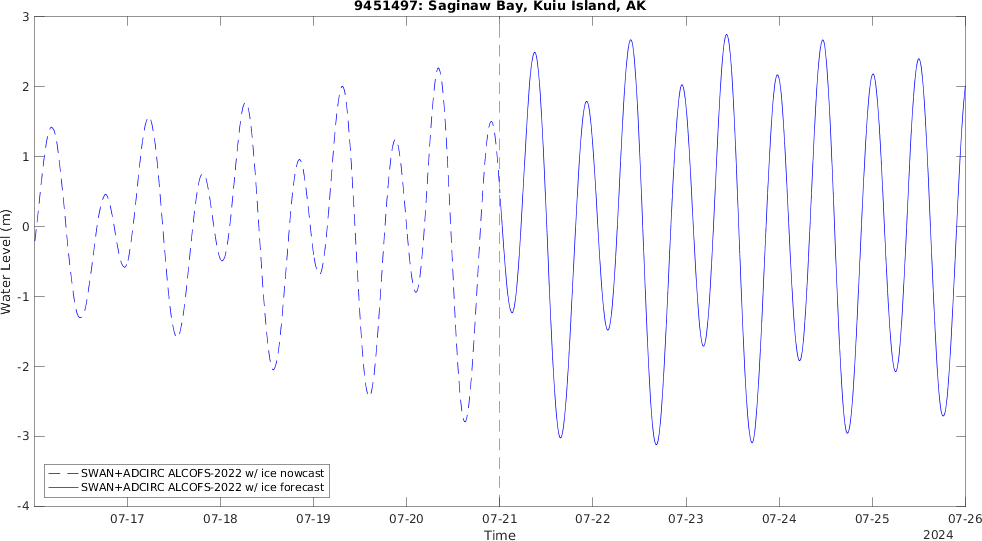 9451497: Saginaw Bay, Kuiu Island, AK
3
2
1
0
-1
-2
-3
-4
Water Level (m)
SWAN+ADCIRC ALCOFS-2022 w/ ice nowcast
SWAN+ADCIRC ALCOFS-2022 w/ ice forecast
07-17 07-18 07-19 07-20 07-21 07-22 07-23 07-24 07-25 07-26
Time
2024